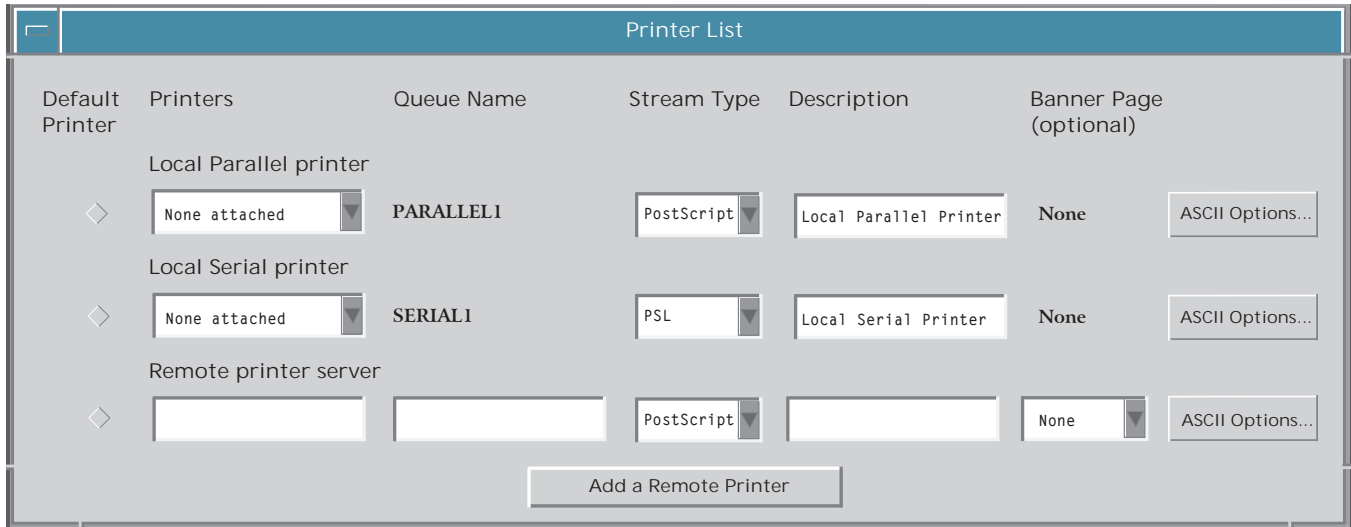 Printer List
Default Printers Queue Name Stream Type Description Banner Page
Printer (optional)
Local Parallel printer
None attached PARALLEL1 PostScript Local Parallel Printer None ASCII Options...
Local Serial printer
None attached SERIAL1 PSL Local Serial Printer None ASCII Options...
Remote printer server
PostScript None ASCII Options...
Add a Remote Printer